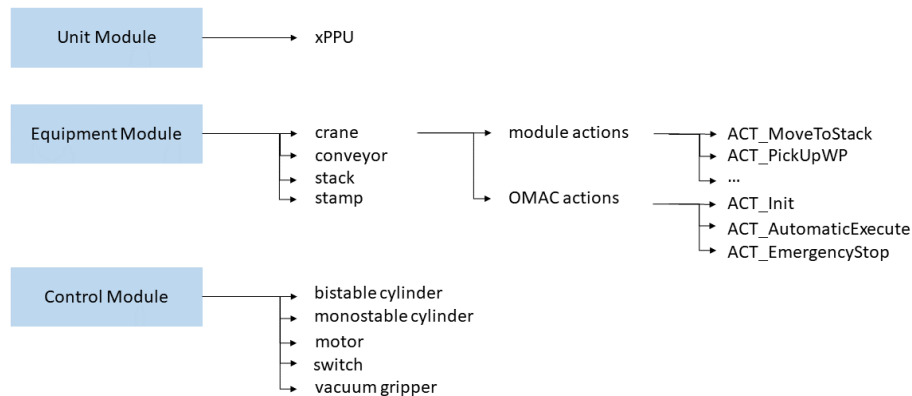 Unit Module
xPPU
Equipment Module
crane
module actions
ACT_MoveToStack
conveyor
ACT_PickUpWP
stack
...
stamp
OMAC actions
ACT_Init
ACT_AutomaticExecute
ACT_EmergencyStop
Control Module
bistable cylinder
monostable cylinder
motor
switch
vacuum gripper